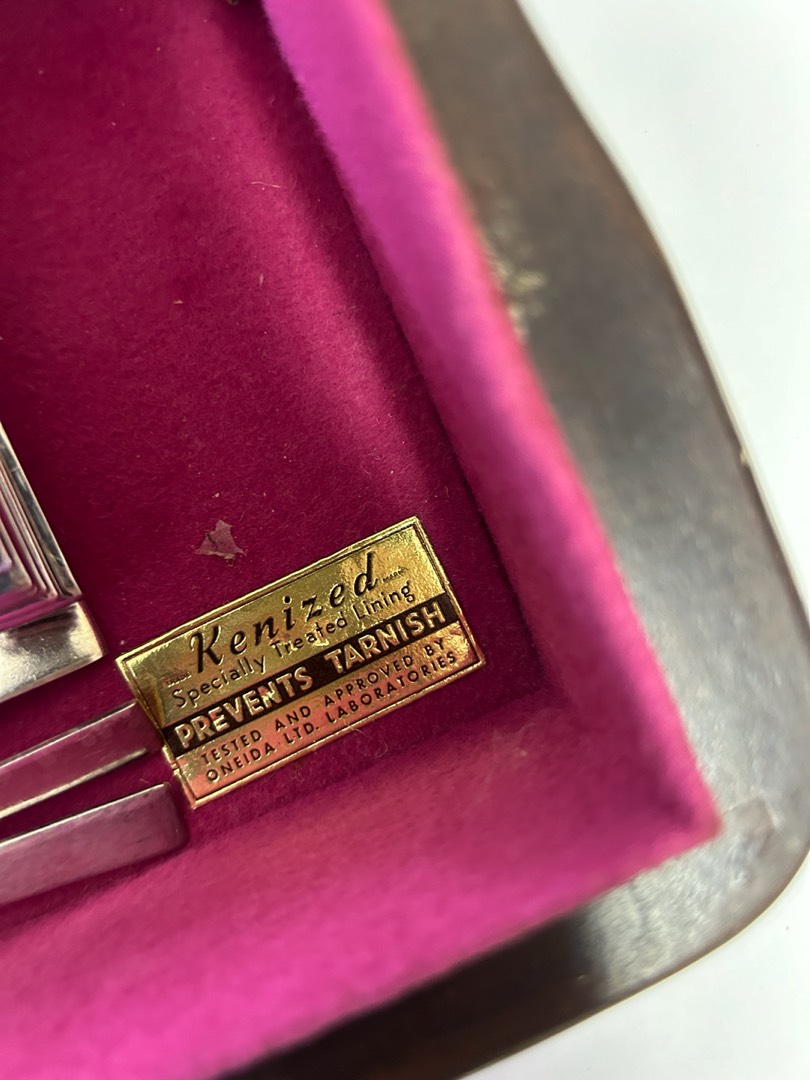 Kenized
Specially Treated Lining
PREVENTS TARNISH
TESTED AND APPROVED BY
ONEIDA LTD. LABORATORIES